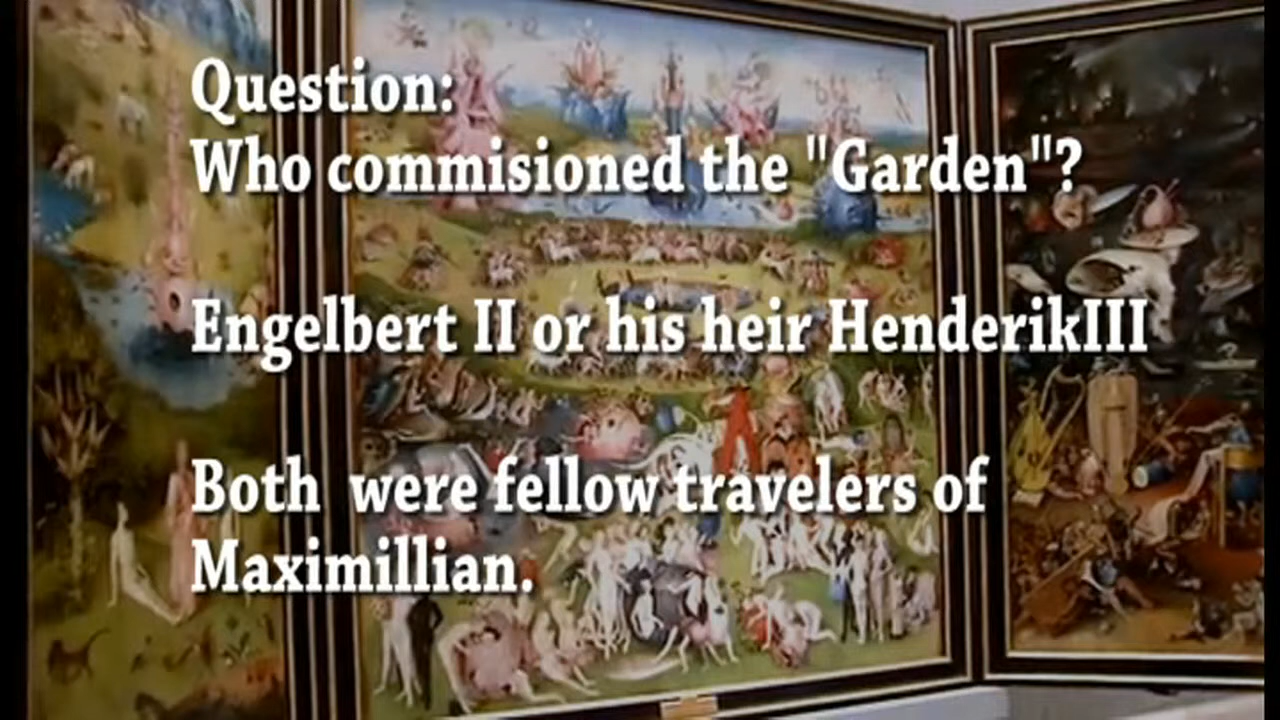 Question:
Who commisioned the "Garden"?
Engelbert II or his heir HenderikIII
Both were fellow travelers of
Maximillian.